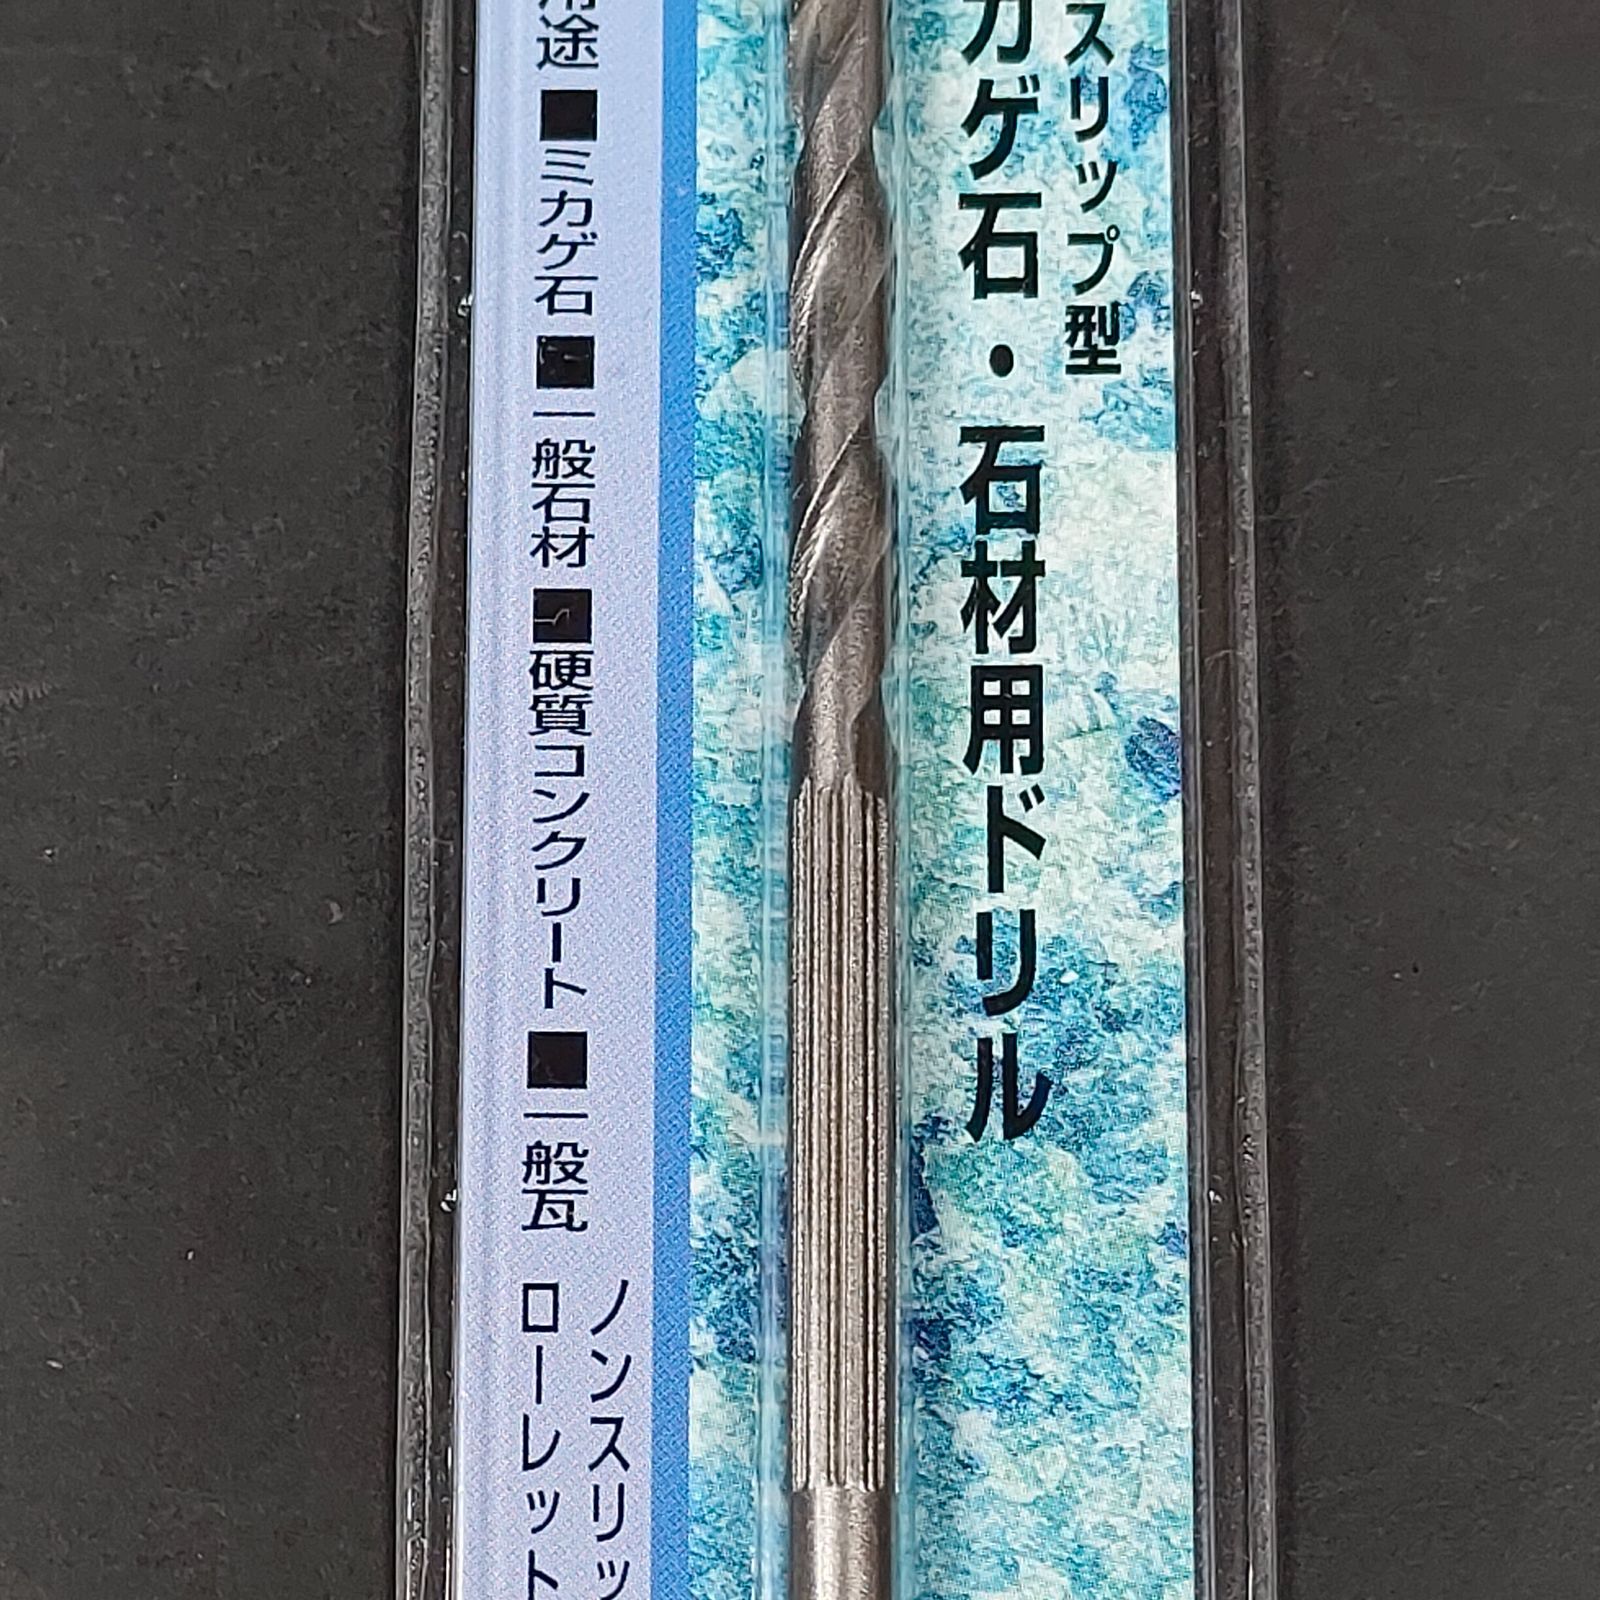 スリップ型
カゲ石・石材用ドリル
用途■ミカゲ石■一般石材■硬質コンクリート■一般瓦
ノンスリッ
ローレット